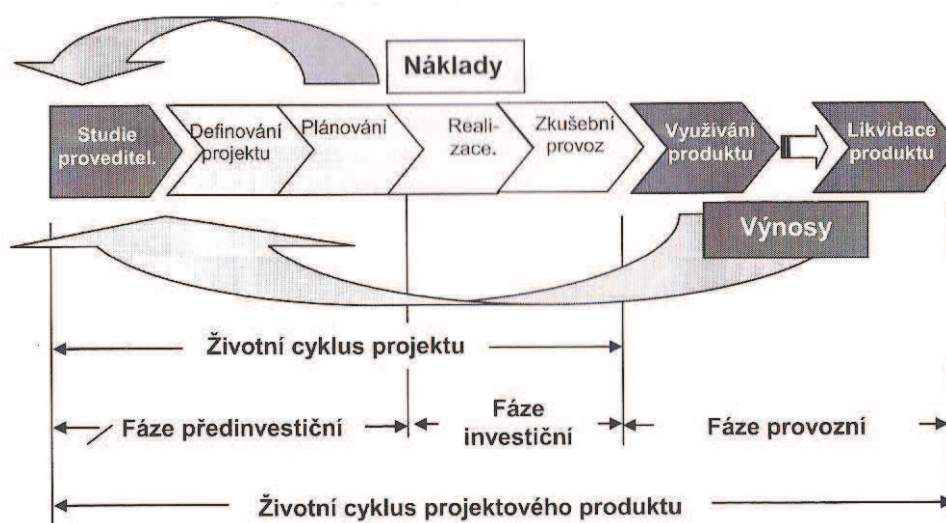 Náklady
Studie
proveditel.
Definování
projektu
Plánování
Reali-
zace.
Zkušební
provoz
Využívání
produktu
Likvidace
produktu
Výnosy
Životní cyklus projektu
Fáze předinvestiční
Fáze
investiční
Fáze provozní
Životní cyklus projektového produktu